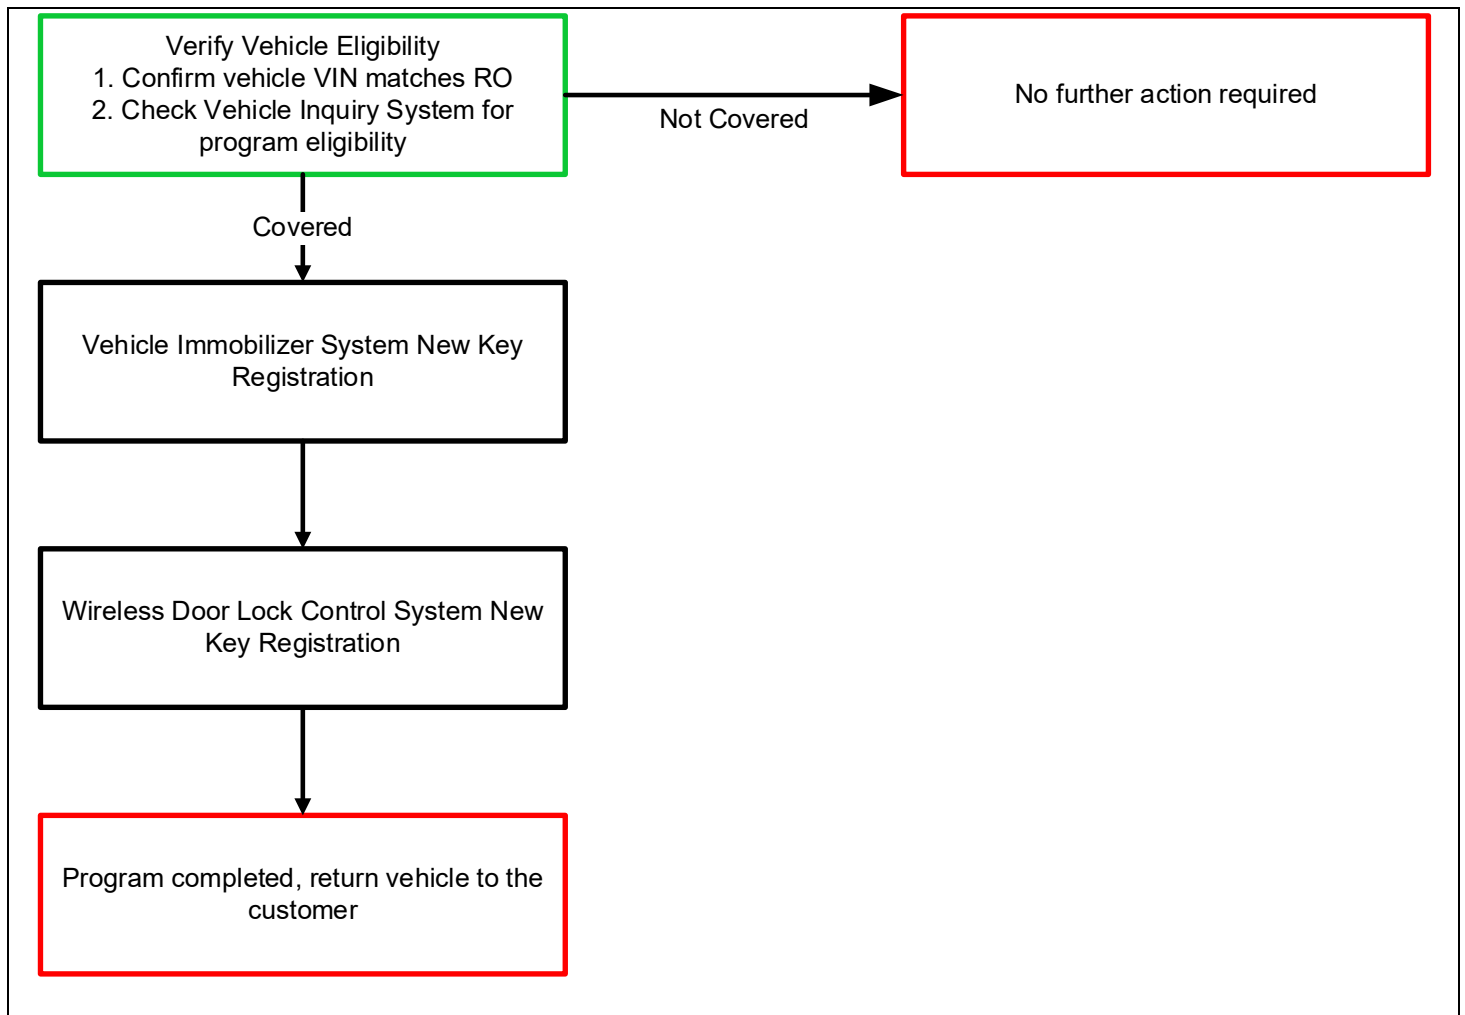 Verify Vehicle Eligibility
1. Confirm vehicle VIN matches RO
2. Check Vehicle Inquiry System for
program eligibility
Not Covered
No further action required
Covered
Vehicle Immobilizer System New Key
Registration
Wireless Door Lock Control System New
Key Registration
Program completed, return vehicle to the
customer